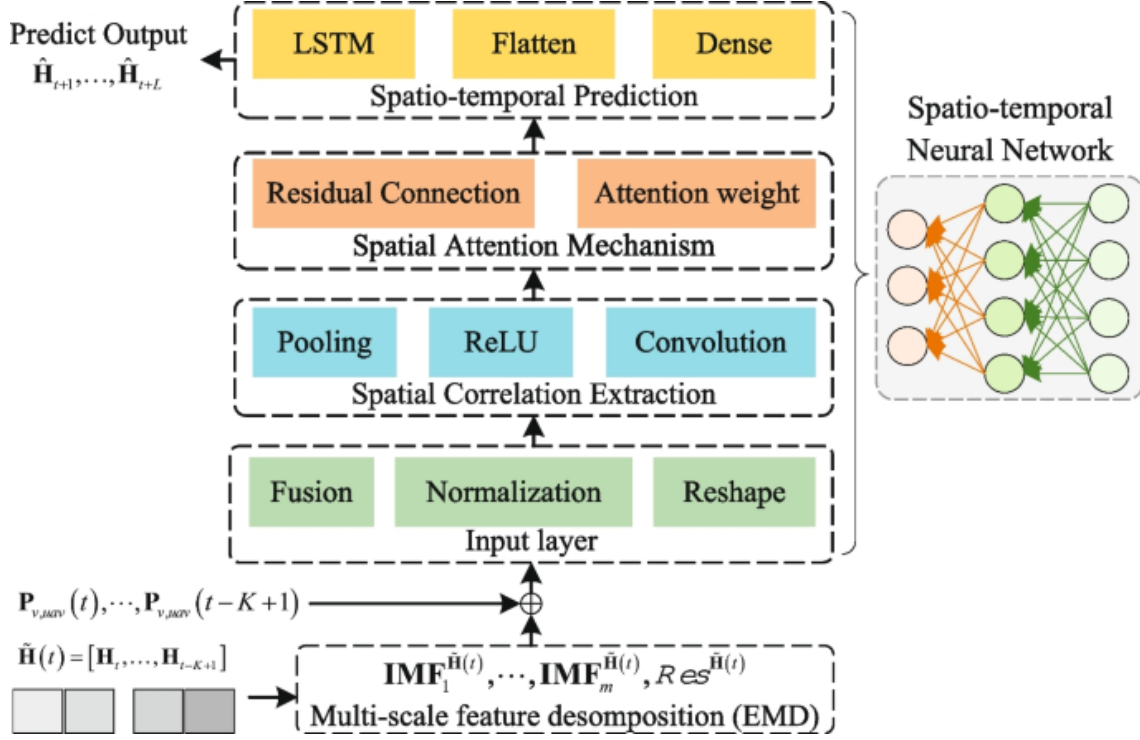 Predict Output
Ĥ_{t+1},…,Ĥ_{t+L}
LSTM Flatten Dense
Spatio-temporal Prediction
Residual Connection Attention weight
Spatial Attention Mechanism
Pooling ReLU Convolution
Spatial Correlation Extraction
Fusion Normalization Reshape
Input layer
Spatio-temporal
Neural Network
P_{v,uav}(t),⋯,P_{v,uav}(t−K+1)
H̃(t)=[H_t,…,H_{t−K+1}]
IMF_1^{H̃(t)},⋯,IMF_m^{H̃(t)},Res^{H̃(t)}
Multi-scale feature desomposition (EMD)